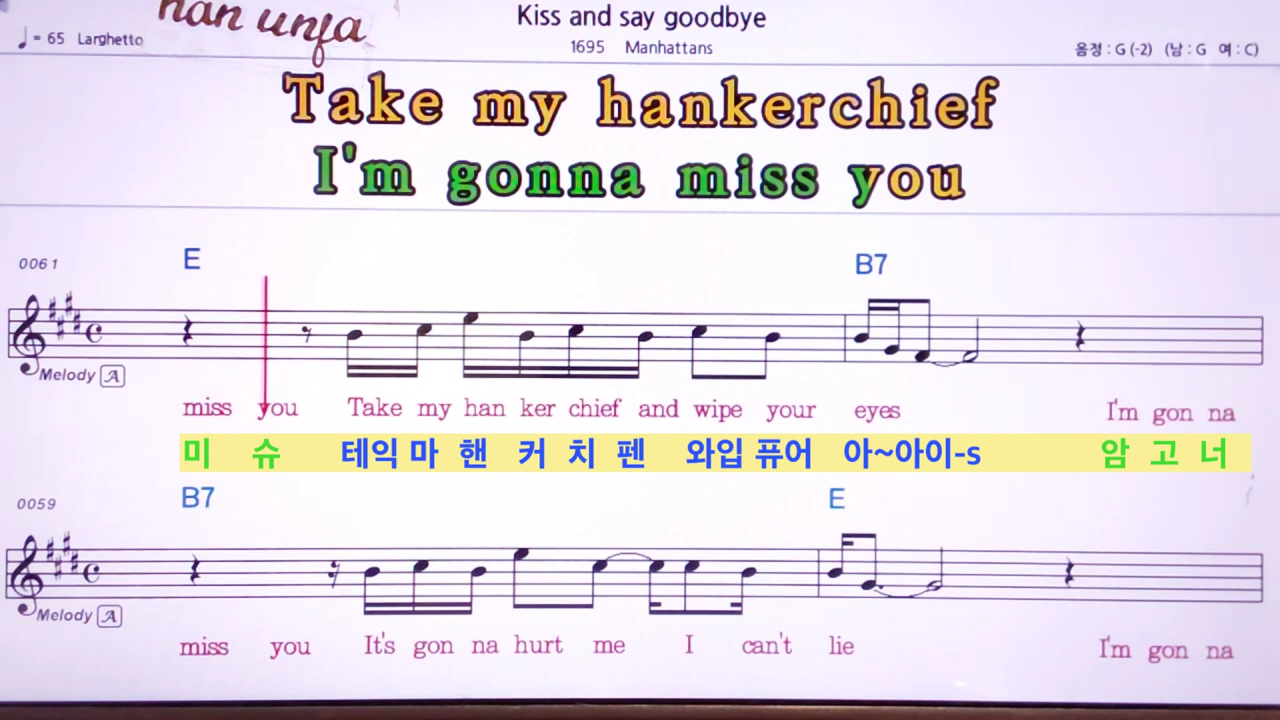 han unfa
Kiss and say goodbye
♩= 65 Larghetto
1695 Manhattans
음정 : G (-2) (남 : G 여 : C)
Take my hankerchief
I'm gonna miss you
0061
E B7
Melody A
miss you Take my han ker chief and wipe your eyes I'm gon na
미 슈 테익 마 핸 커 치 펜 와입 퓨어 아~아이-s 암 고 너
0059
B7 E
Melody A
miss you It's gon na hurt me I can't lie I'm gon na